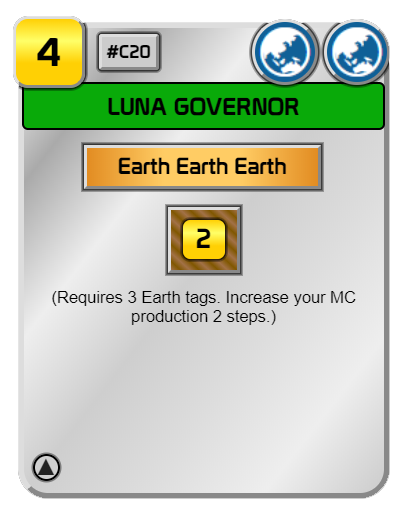 4
#C20
LUNA GOVERNOR
Earth Earth Earth
2
(Requires 3 Earth tags. Increase your MC
production 2 steps.)